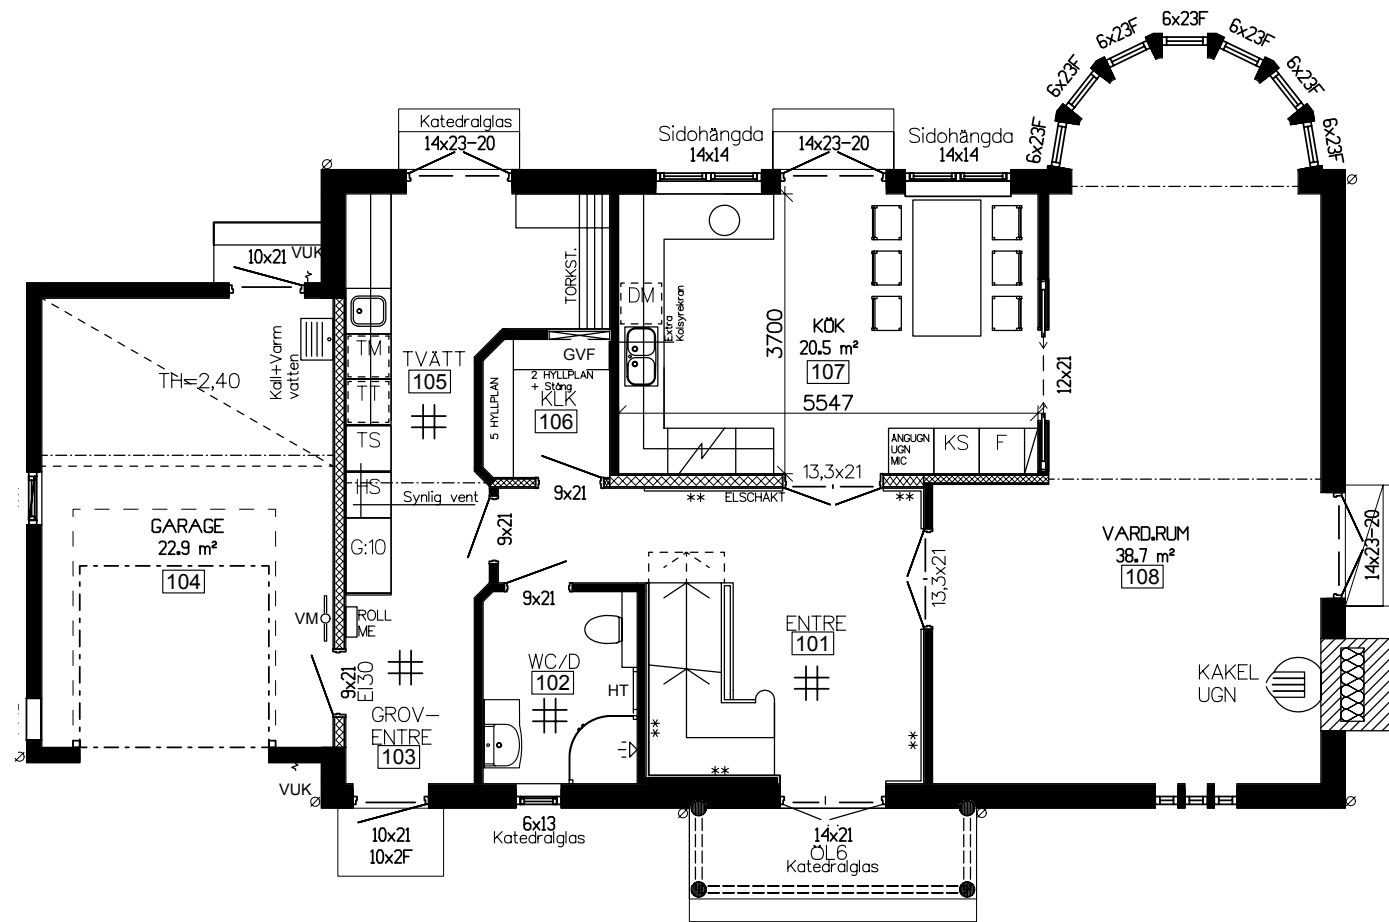 6x23F
6x23F
6x23F
6x23F
6x23F
6x23F
6x23F
Katedralglas
14x23-20
Sidohängda
14x14
14x23-20
Sidohängda
14x14
10x21
VUK
TORKST.
DM
Extra
Kolsyrekran
KÖK
20.5 m²
107
3700
5547
12x21
TH=2,40
Kall+Varm
vatten
TM
TT
TS
HS
G:10
TVÄTT
105
GVF
2 HYLLPLAN
+ Stång
KLK
106
5 HYLLPLAN
ÅNGUGN
UGN
MIC
KS
F
13,3x21
Synlig vent
9x21
**
ELSCHAKT
**
9x21
GARAGE
22.9 m²
104
VARD.RUM
38.7 m²
108
14x23-20
13,3x21
9x21
VM
ROLL
ME
ENTRE
101
WC/D
102
HT
9x21
EI30
KAKEL
UGN
GROV-
ENTRE
103
**
**
**
VUK
10x21
10x2F
6x13
Katedralglas
14x21
ÖL6
Katedralglas